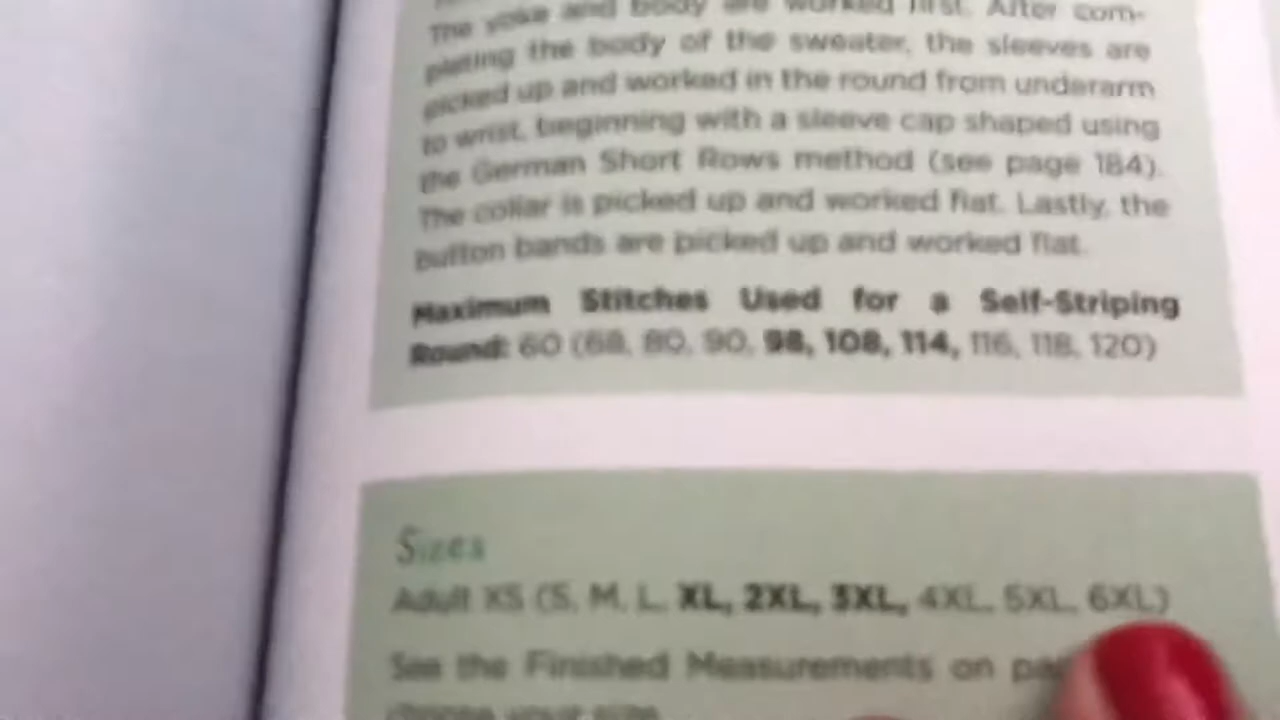 The yoke and body are worked first. After com-
pleting the body of the sweater, the sleeves are
picked up and worked in the round from underarm
to wrist, beginning with a sleeve cap shaped using
the German Short Rows method (see page 184).
The collar is picked up and worked flat. Lastly, the
button bands are picked up and worked flat.
Maximum Stitches Used for a Self-Striping
Round: 60 (68, 80, 90, 98, 108, 114, 116, 118, 120)
Sizes
Adult XS (S, M, L, XL, 2XL, 3XL, 4XL, 5XL, 6XL)
See the Finished Measurements on
choose your size.